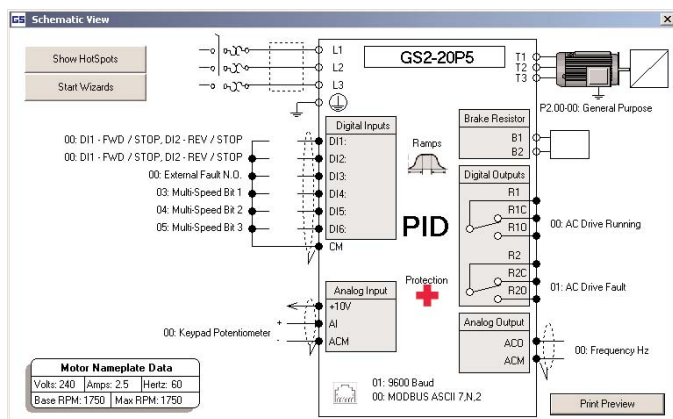 GS Schematic View
Show HotSpots
Start Wizards
L1
L2
L3
GS2-20P5
T1
T2
T3
P2.00-00: General Purpose
Digital Inputs
00: DI1 - FWD / STOP, DI2 - REV / STOP
DI1:
00: DI1 - FWD / STOP, DI2 - REV / STOP
DI2:
00: External Fault N.O.
DI3:
03: Multi-Speed Bit 1
DI4:
04: Multi-Speed Bit 2
DI5:
05: Multi-Speed Bit 3
DI6:
CM
Ramps
PID
Protection
Brake Resistor
B1
B2
Digital Outputs
R1
R1C
R1O
00: AC Drive Running
R2
R2C
R2O
01: AC Drive Fault
Analog Input
+10V
+ AI
00: Keypad Potentiometer
- ACM
Analog Output
ACO
ACM
00: Frequency Hz
Motor Nameplate Data
Volts: 240 Amps: 2.5 Hertz: 60
Base RPM: 1750 Max RPM: 1750
01: 9600 Baud
00: MODBUS ASCII 7,N,2
Print Preview